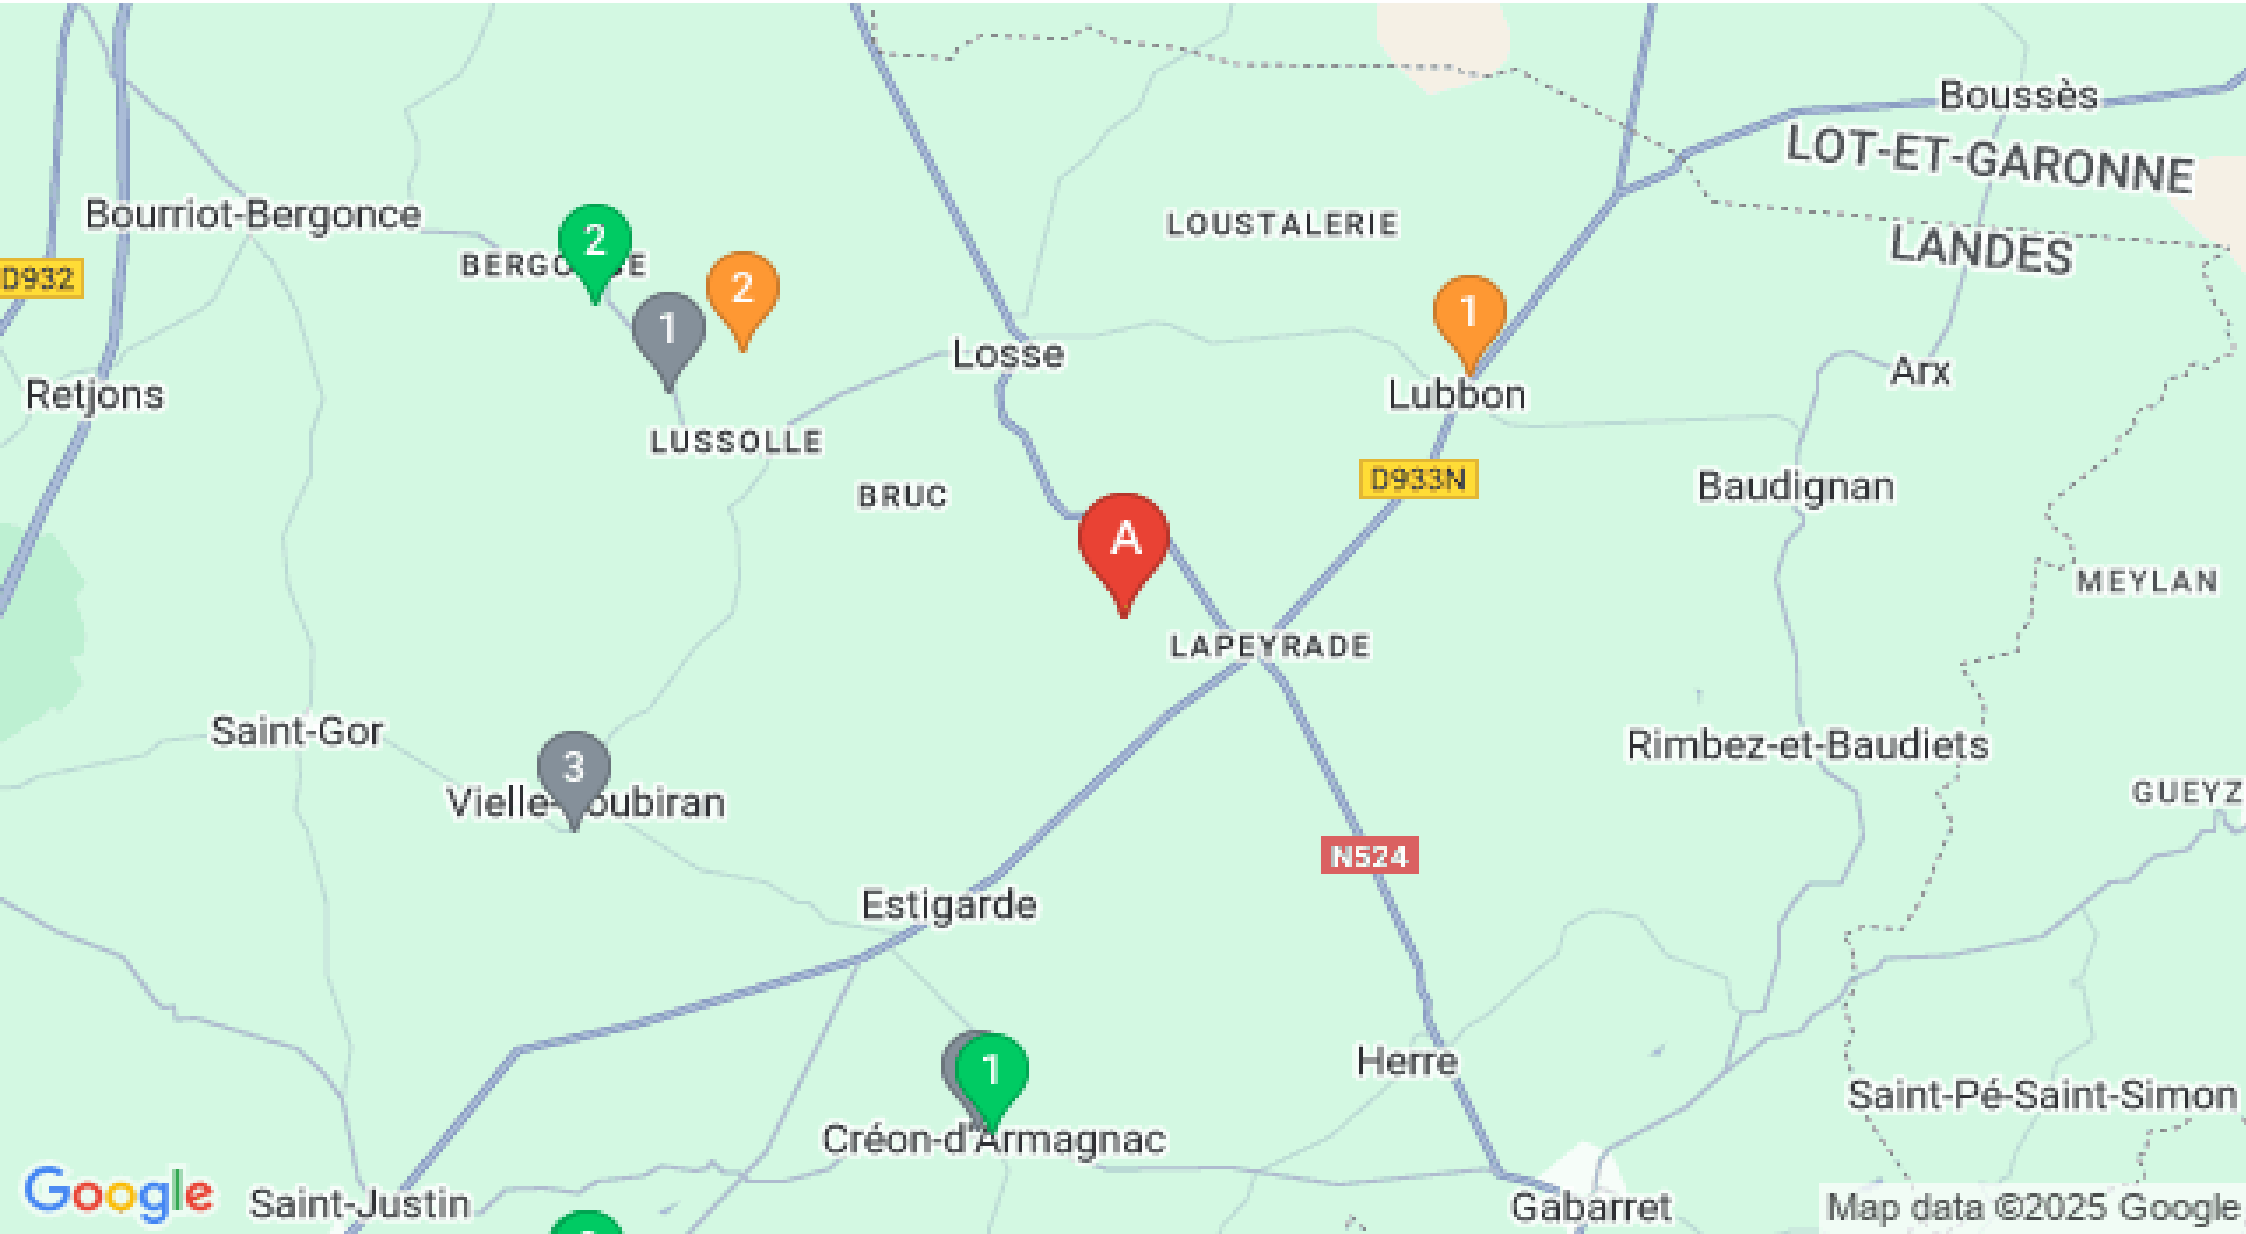 Boussès
LOT-ET-GARONNE
Bourriot-Bergonce
2
LOUSTALERIE
LANDES
D932
2
1
1
Losse
Arx
Retjons
Lubbon
LUSSOLLE
D933N
BRUC
Baudignan
A
MEYLAN
LAPEYRADE
Saint-Gor
3
Rimbez-et-Baudiets
GUEYZ
N524
Estigarde
1
Herre
Saint-Pé-Saint-Simon
Créon-d'Armagnac
Google
Saint-Justin
Gabarret
Map data ©2025 Google